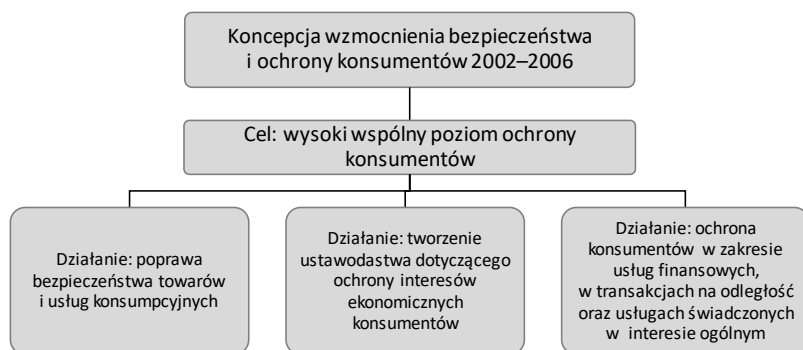 Koncepcja wzmocnienia bezpieczeństwa
i ochrony konsumentów 2002–2006
Cel: wysoki wspólny poziom ochrony
konsumentów
Działanie: poprawa
bezpieczeństwa towarów
i usług konsumpcyjnych
Działanie: tworzenie
ustawodawstwa dotyczącego
ochrony interesów
ekonomicznych
konsumentów
Działanie: ochrona
konsumentów w zakresie
usług finansowych,
w transakcjach na odległość
oraz usługach świadczonych
w interesie ogólnym